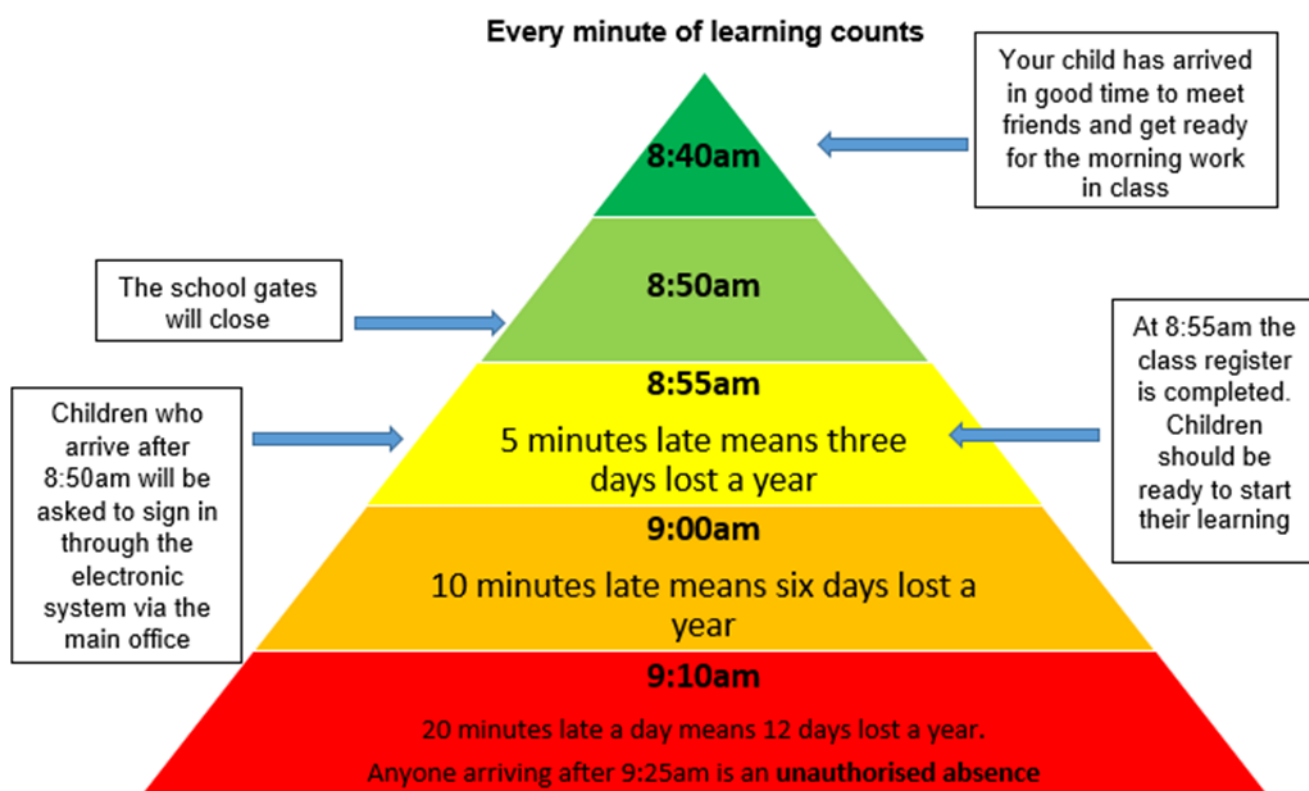 Every minute of learning counts
Your child has arrived
in good time to meet
friends and get ready
for the morning work
in class
8:40am
8:50am
The school gates
will close
8:55am
5 minutes late means three
days lost a year
At 8:55am the
class register
is completed.
Children
should be
ready to start
their learning
Children who
arrive after
8:50am will be
asked to sign in
through the
electronic
system via the
main office
9:00am
10 minutes late means six days lost a
year
9:10am
20 minutes late a day means 12 days lost a year.
Anyone arriving after 9:25am is an unauthorised absence